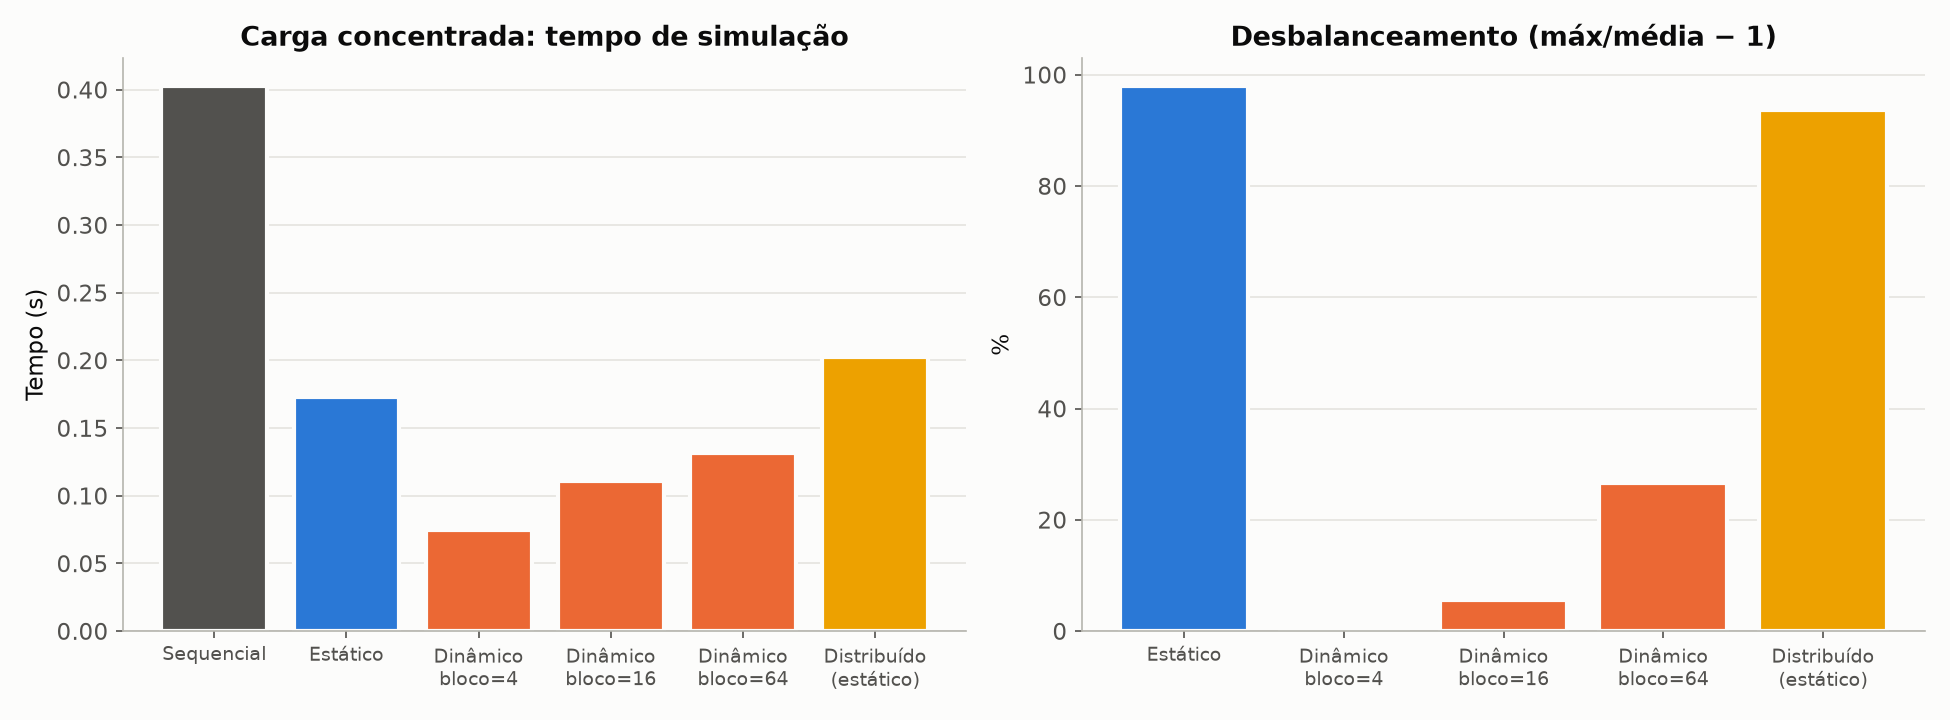 Carga concentrada: tempo de simulação
Tempo (s)
0.40
0.35
0.30
0.25
0.20
0.15
0.10
0.05
0.00
Sequencial
Estático
Dinâmico
bloco=4
Dinâmico
bloco=16
Dinâmico
bloco=64
Distribuído
(estático)
Desbalanceamento (máx/média − 1)
%
100
80
60
40
20
0
Estático
Dinâmico
bloco=4
Dinâmico
bloco=16
Dinâmico
bloco=64
Distribuído
(estático)